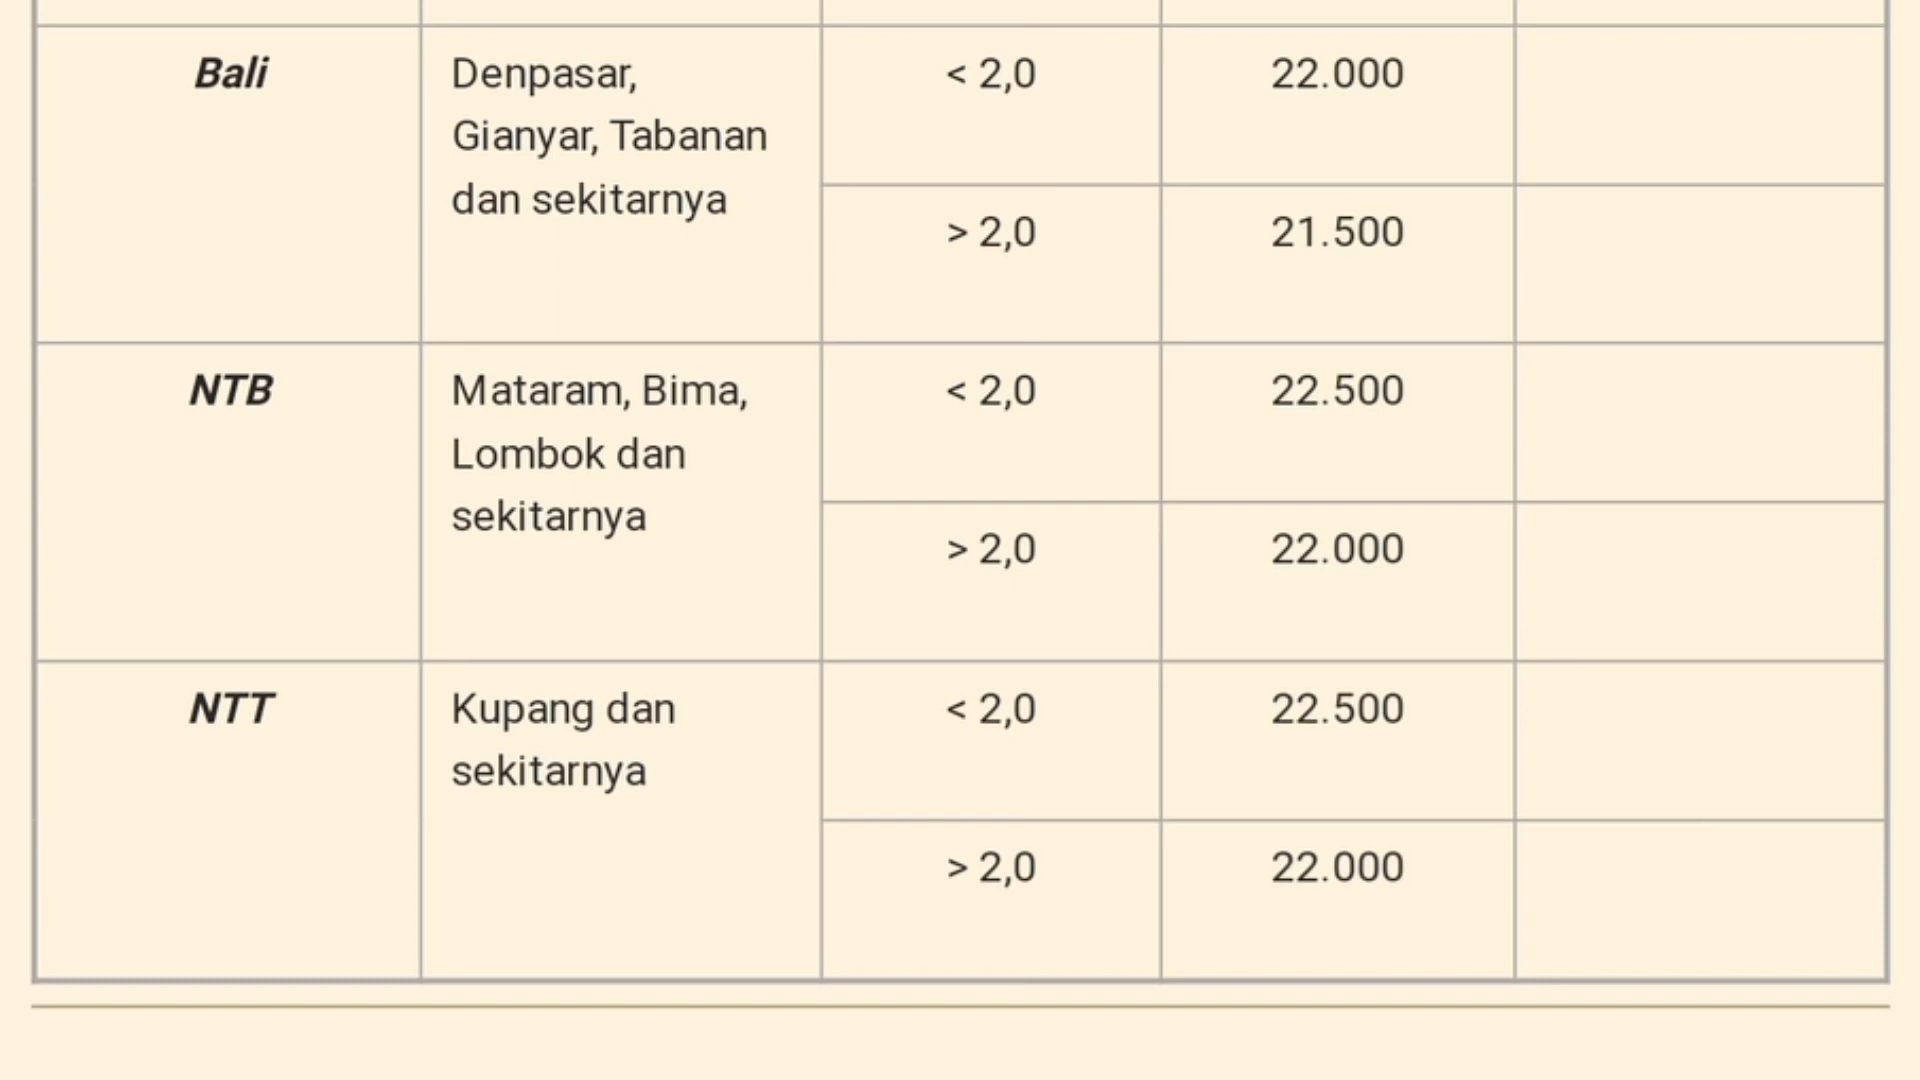 Bali
Denpasar,
Gianyar, Tabanan
dan sekitarnya
< 2,0
22.000
> 2,0
21.500
NTB
Mataram, Bima,
Lombok dan
sekitarnya
< 2,0
22.500
> 2,0
22.000
NTT
Kupang dan
sekitarnya
< 2,0
22.500
> 2,0
22.000